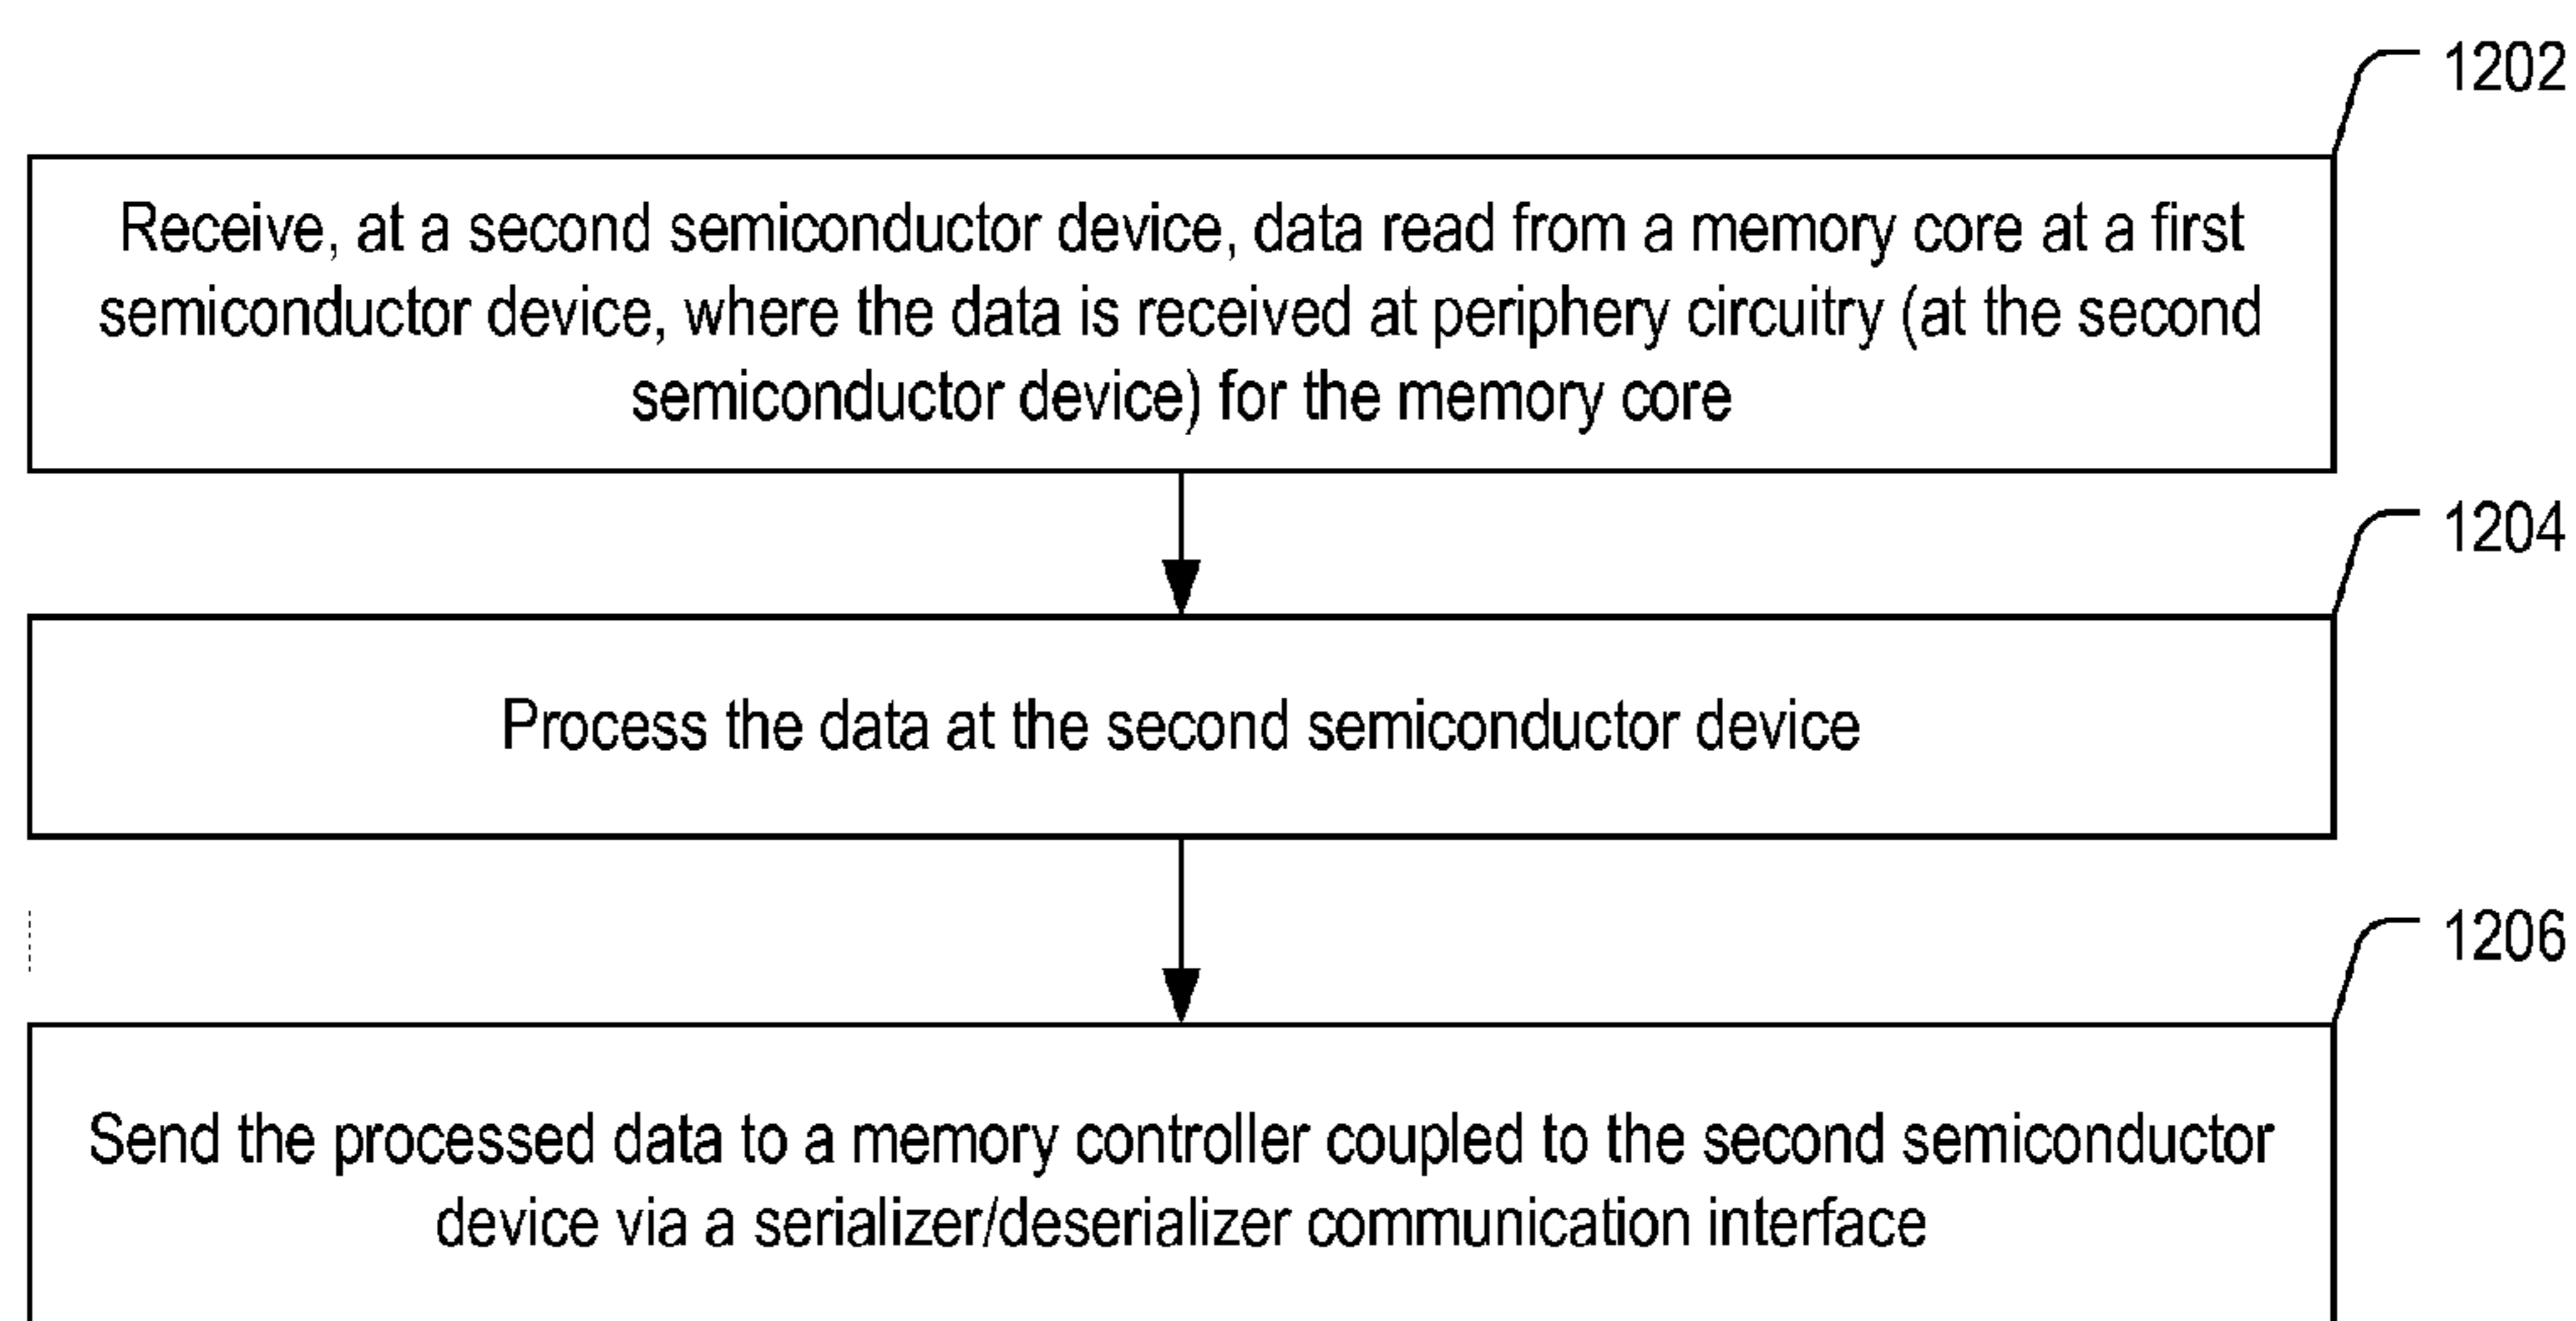 1202
Receive, at a second semiconductor device, data read from a memory core at a first
semiconductor device, where the data is received at periphery circuitry (at the second
semiconductor device) for the memory core
1204
Process the data at the second semiconductor device
1206
Send the processed data to a memory controller coupled to the second semiconductor
device via a serializer/deserializer communication interface